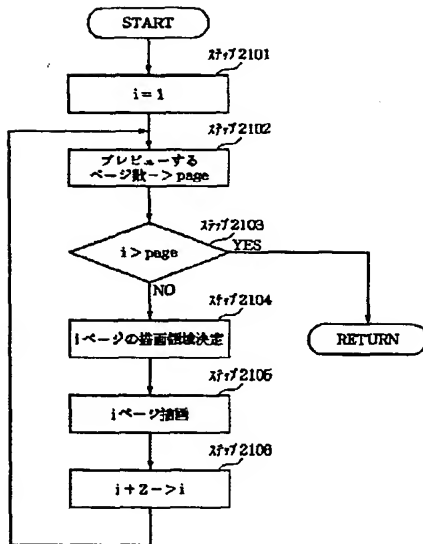 START
ステップ2101
i=1
ステップ2102
プレビューする
ページ数->page
ステップ2103
i>page
YES
NO
ステップ2104
iページの描画領域決定
RETURN
ステップ2105
iページ描画
ステップ2106
i+2->i